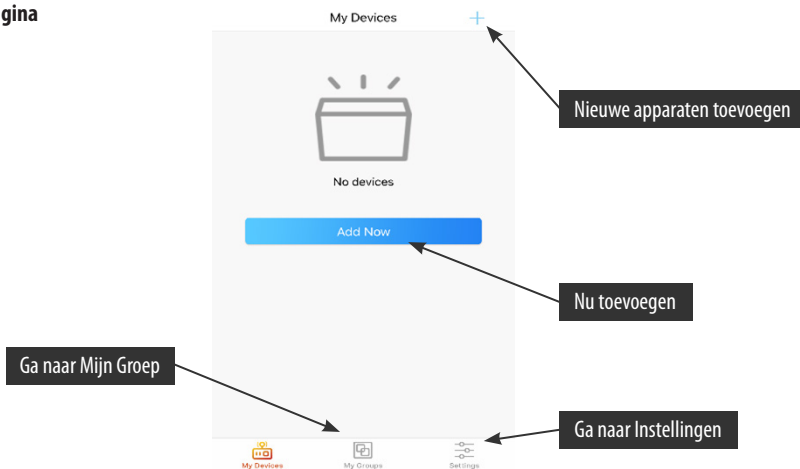 gina
My Devices
Nieuwe apparaten toevoegen
No devices
Add Now
Nu toevoegen
Ga naar Mijn Groep
Ga naar Instellingen
My Devices
My Groups
Settings